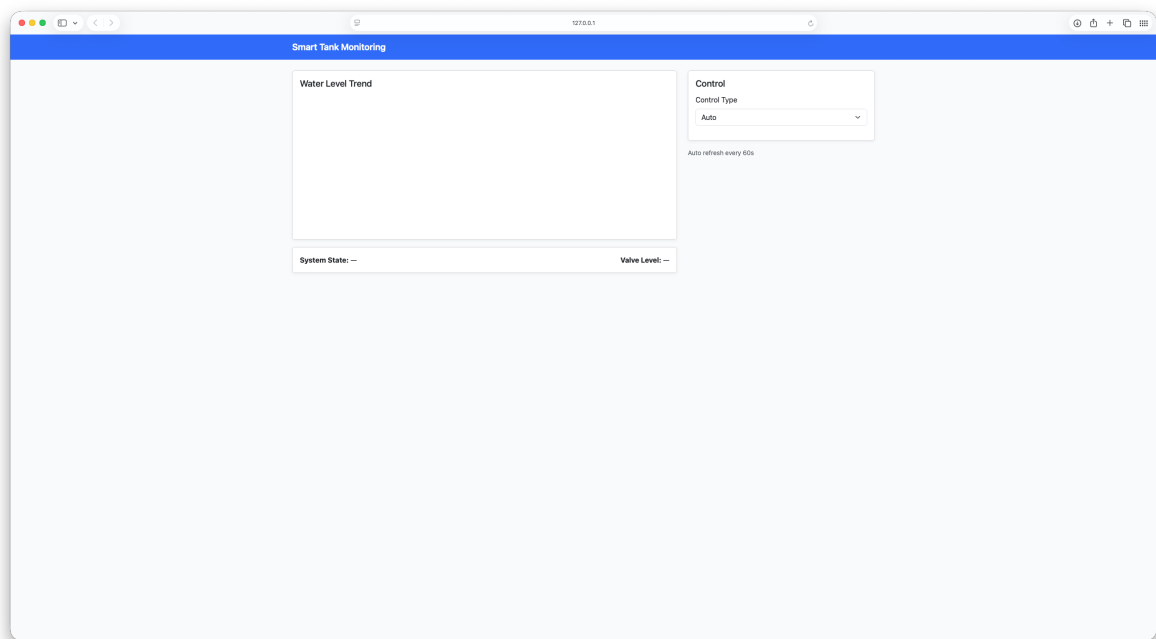 127.0.0.1
Smart Tank Monitoring
Water Level Trend
System State: —
Valve Level: —
Control
Control Type
Auto
Auto refresh every 60s